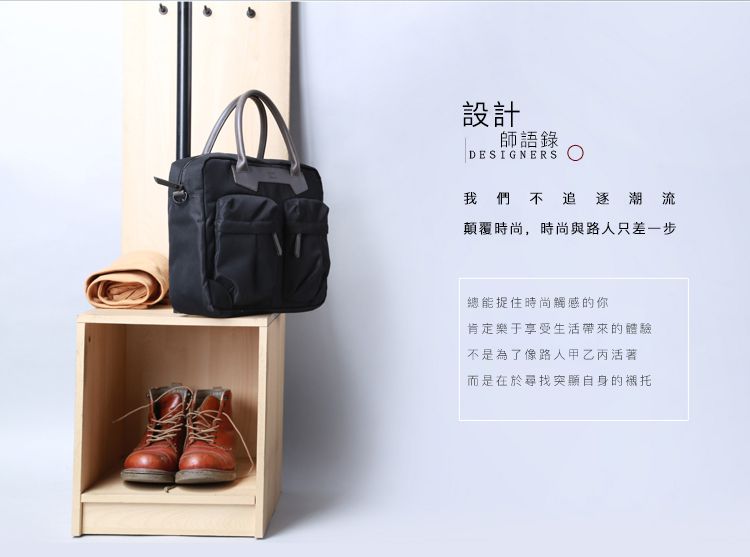 設計
師語錄
DESIGNERS
我們不追逐潮流
顛覆時尚，時尚與路人只差一步
總能捉住時尚觸感的你
肯定樂于享受生活帶來的體驗
不是為了像路人甲乙丙活著
而是在於尋找突顯自身的襯托